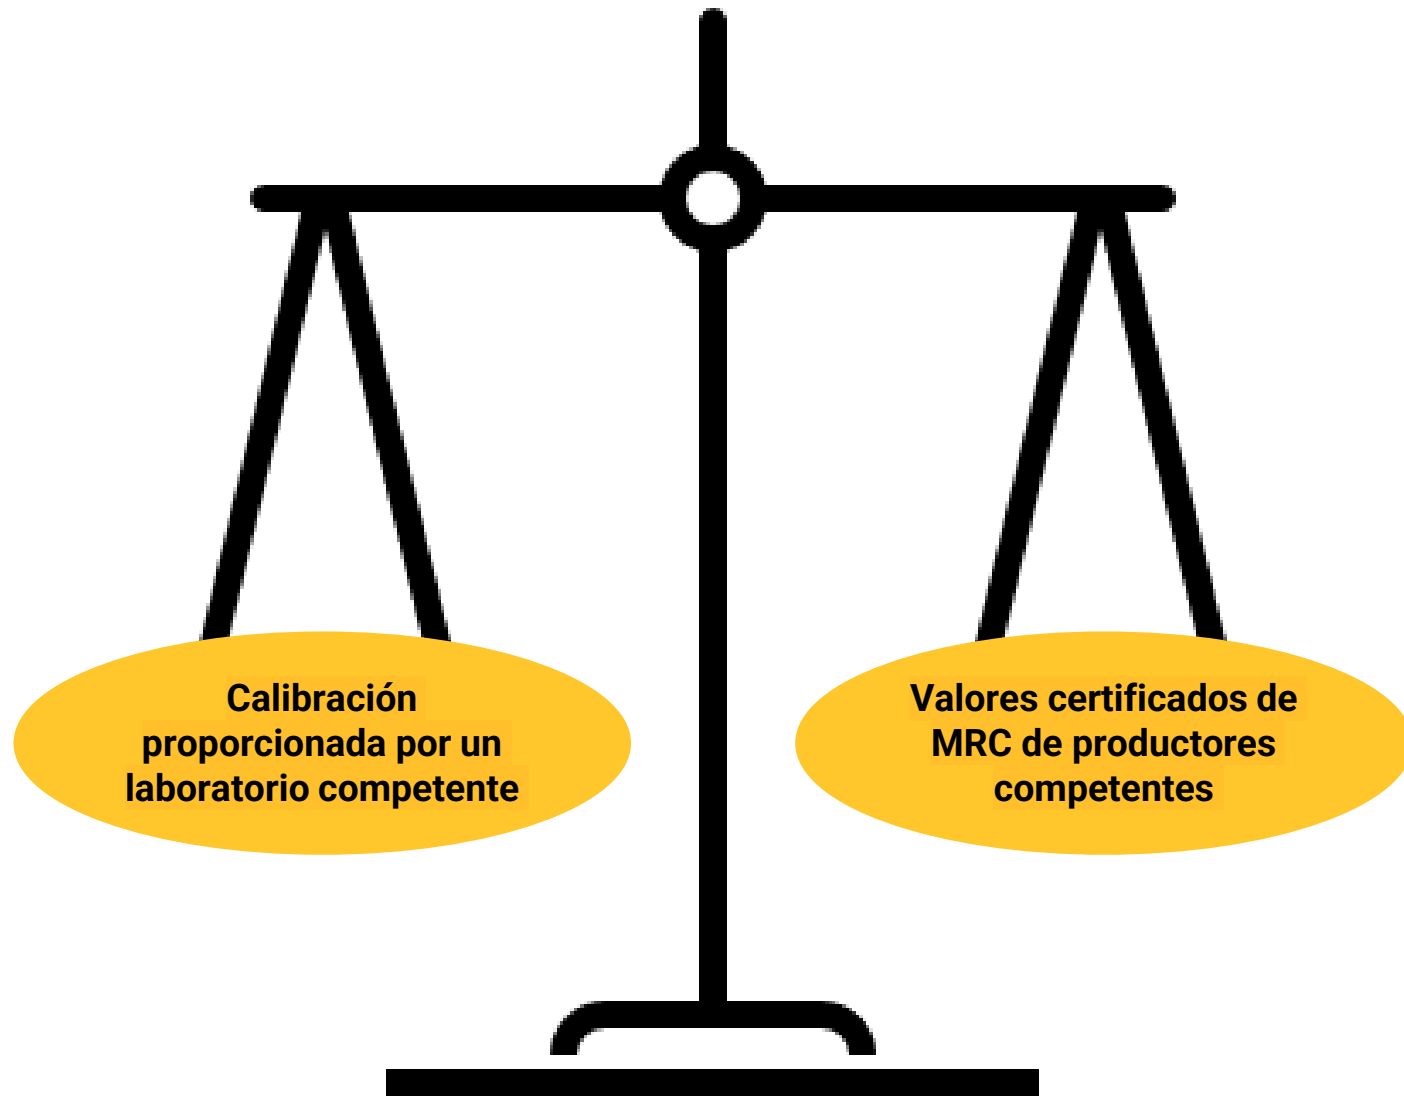 Calibración
proporcionada por un
laboratorio competente
Valores certificados de
MRC de productores
competentes